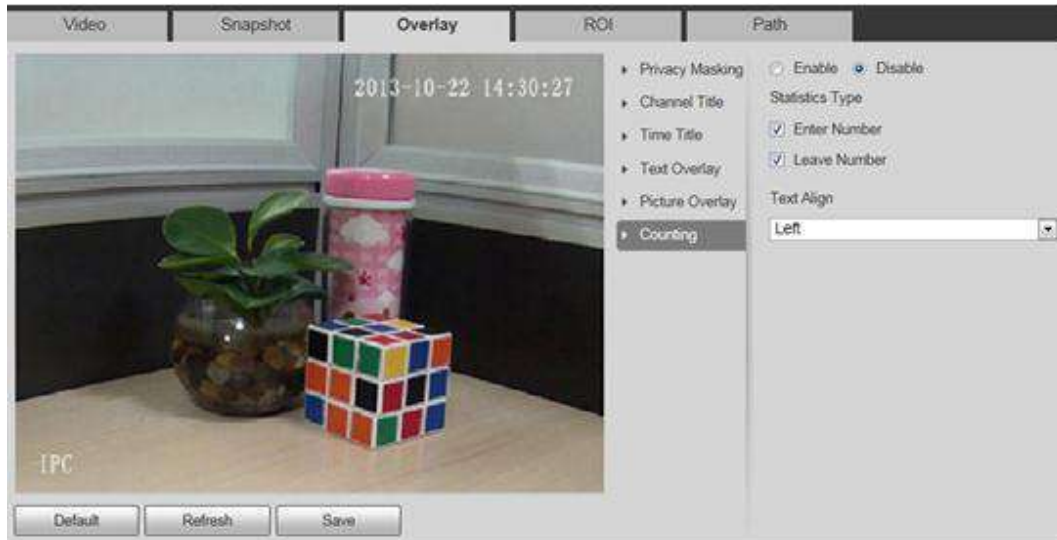 Video
Snapshot
Overlay
ROI
Path
2013-10-22 14:30:27
IPC
Privacy Masking
Channel Title
Time Title
Text Overlay
Picture Overlay
Counting
Enable
Disable
Statistics Type
Enter Number
Leave Number
Text Align
Left
Default
Refresh
Save